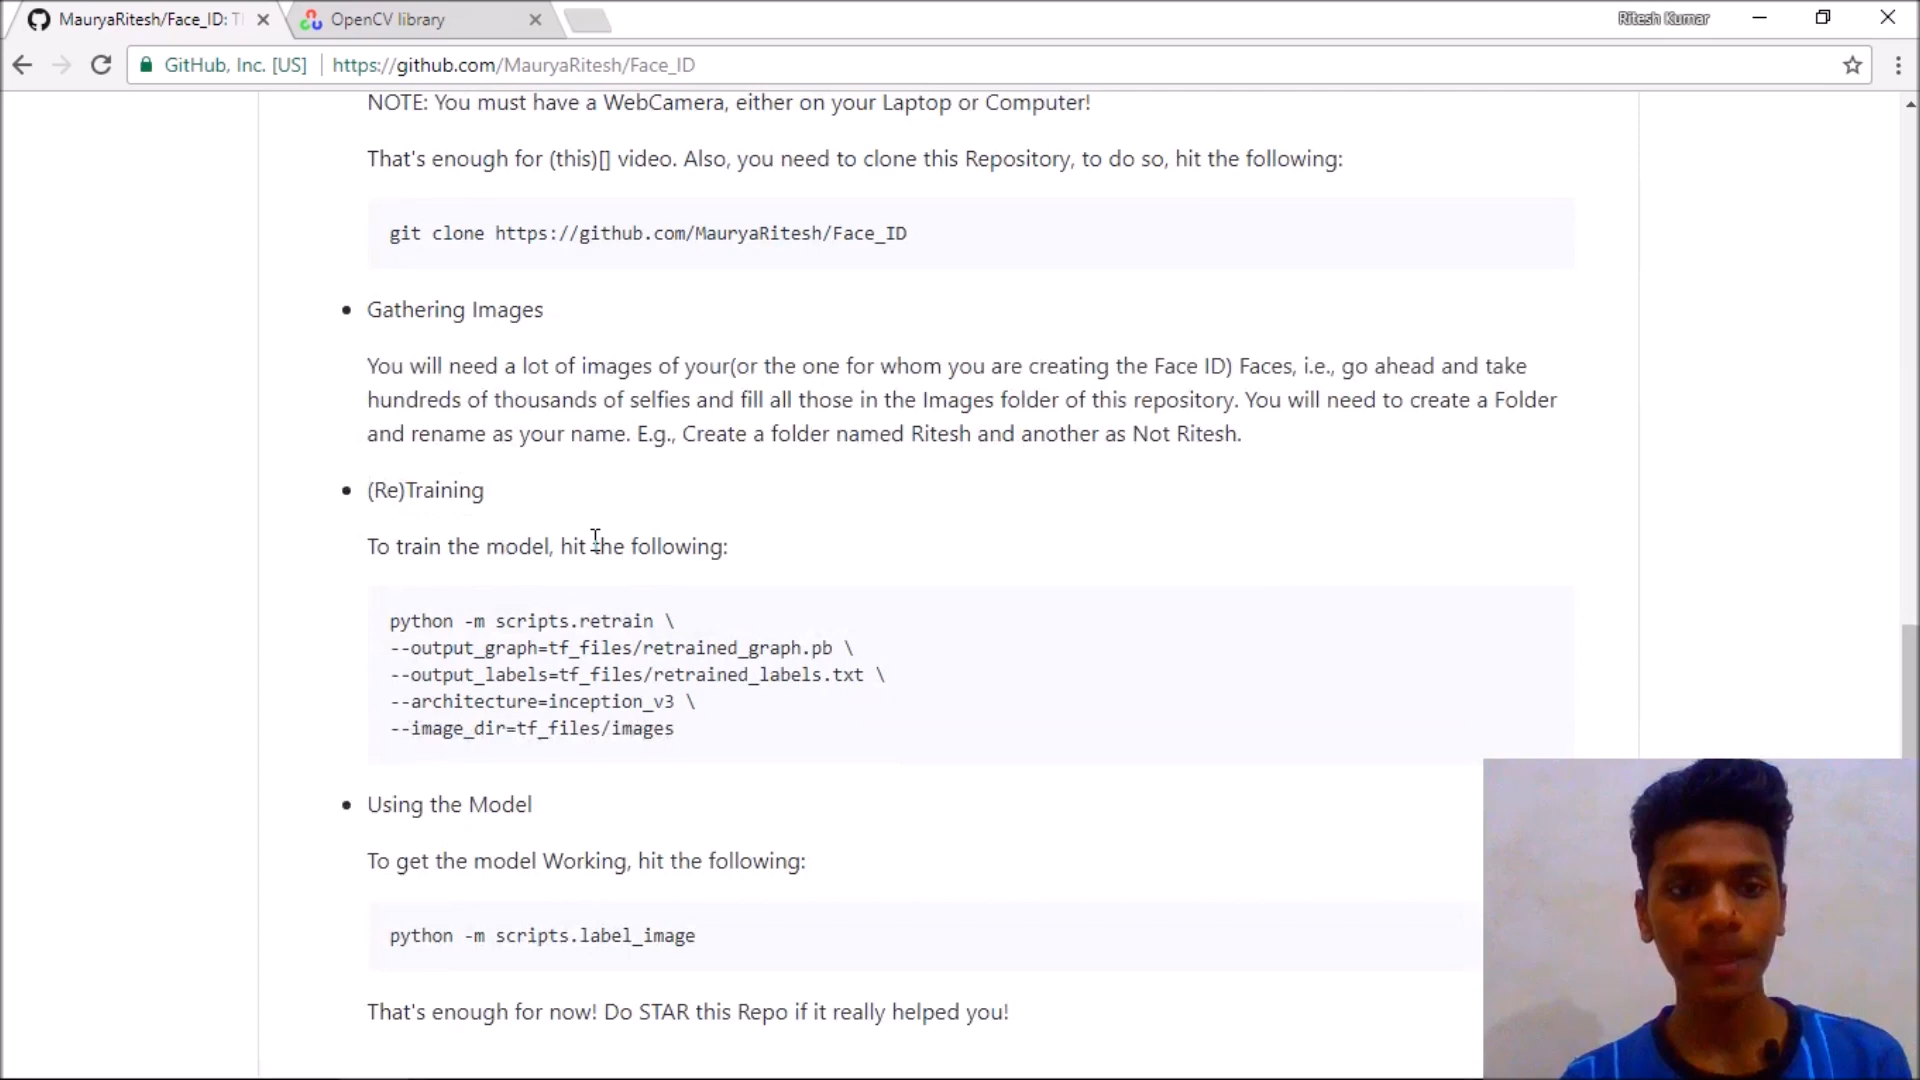 MauryaRitesh/Face_ID: T
OpenCV library
Ritesh Kumar
GitHub, Inc. [US]
https://github.com/MauryaRitesh/Face_ID
NOTE: You must have a WebCamera, either on your Laptop or Computer!
That's enough for (this)[] video. Also, you need to clone this Repository, to do so, hit the following:
git clone https://github.com/MauryaRitesh/Face_ID
Gathering Images
You will need a lot of images of your(or the one for whom you are creating the Face ID) Faces, i.e., go ahead and take
hundreds of thousands of selfies and fill all those in the Images folder of this repository. You will need to create a Folder
and rename as your name. E.g., Create a folder named Ritesh and another as Not Ritesh.
(Re)Training
To train the model, hit the following:
python -m scripts.retrain \
--output_graph=tf_files/retrained_graph.pb \
--output_labels=tf_files/retrained_labels.txt \
--architecture=inception_v3 \
--image_dir=tf_files/images
Using the Model
To get the model Working, hit the following:
python -m scripts.label_image
That's enough for now! Do STAR this Repo if it really helped you!